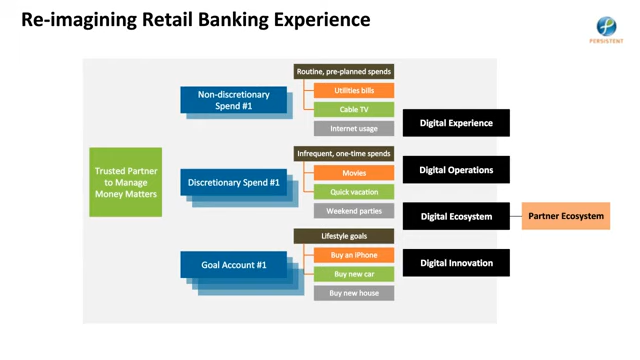 Re-imagining Retail Banking Experience
PERSISTENT
Trusted Partner
to Manage
Money Matters
Non-discretionary
Spend #1
Routine, pre-planned spends
Utilities bills
Cable TV
Internet usage
Discretionary Spend #1
Infrequent, one-time spends
Movies
Quick vacation
Weekend parties
Goal Account #1
Lifestyle goals
Buy an iPhone
Buy new car
Buy new house
Digital Experience
Digital Operations
Digital Ecosystem
Partner Ecosystem
Digital Innovation